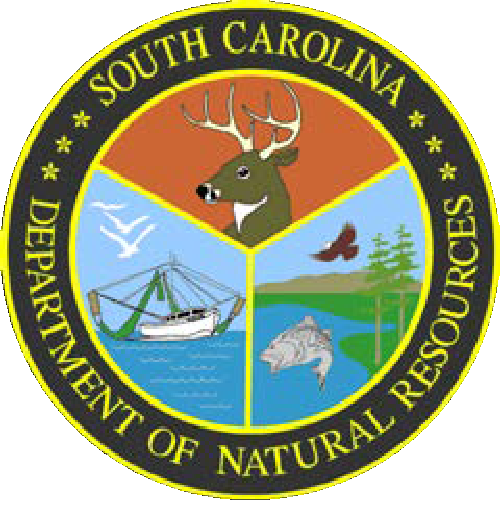 SOUTH CAROLINA
DEPARTMENT OF NATURAL RESOURCES